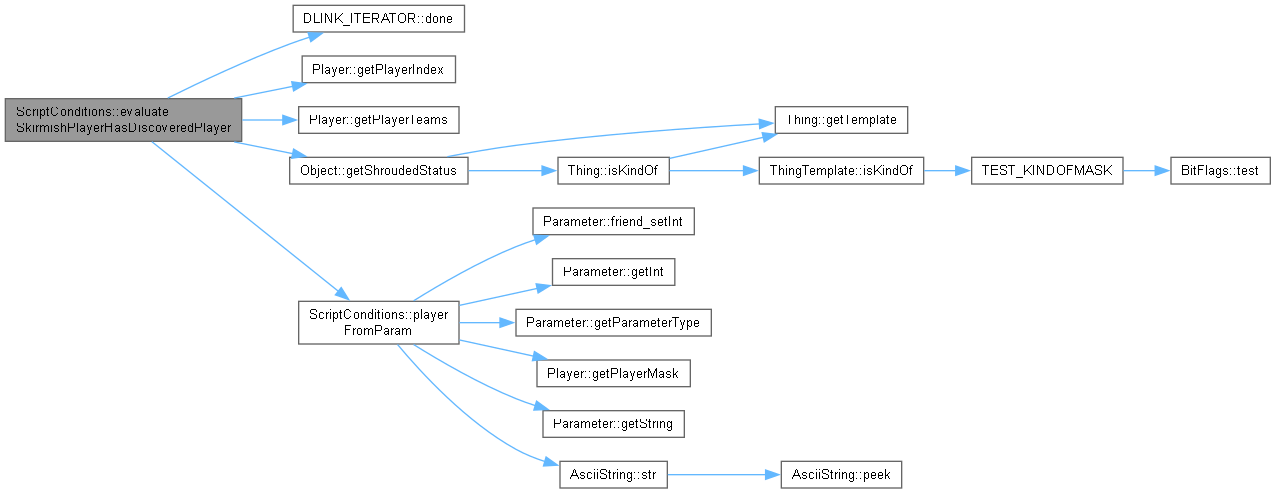 DLINK_ITERATOR::done
Player::getPlayerIndex
ScriptConditions::evaluate
SkirmishPlayerHasDiscoveredPlayer
Player::getPlayerTeams
Thing::getTemplate
Object::getShroudedStatus
Thing::isKindOf
ThingTemplate::isKindOf
TEST_KINDOFMASK
BitFlags::test
Parameter::friend_setInt
Parameter::getInt
ScriptConditions::player
FromParam
Parameter::getParameterType
Player::getPlayerMask
Parameter::getString
AsciiString::str
AsciiString::peek